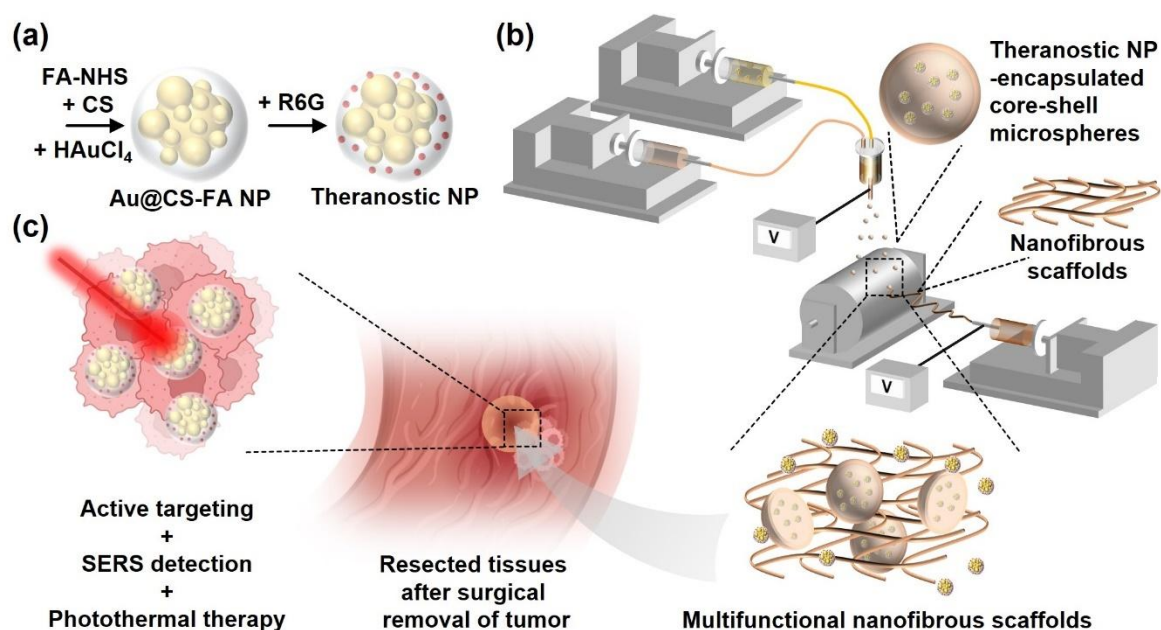 (a)
FA-NHS
+ CS
+ HAuCl4
+ R6G
Au@CS-FA NP
Theranostic NP
(b)
Theranostic NP
-encapsulated
core-shell
microspheres
V
Nanofibrous
scaffolds
V
(c)
Active targeting
+
SERS detection
+
Photothermal therapy
Resected tissues
after surgical
removal of tumor
Multifunctional nanofibrous scaffolds